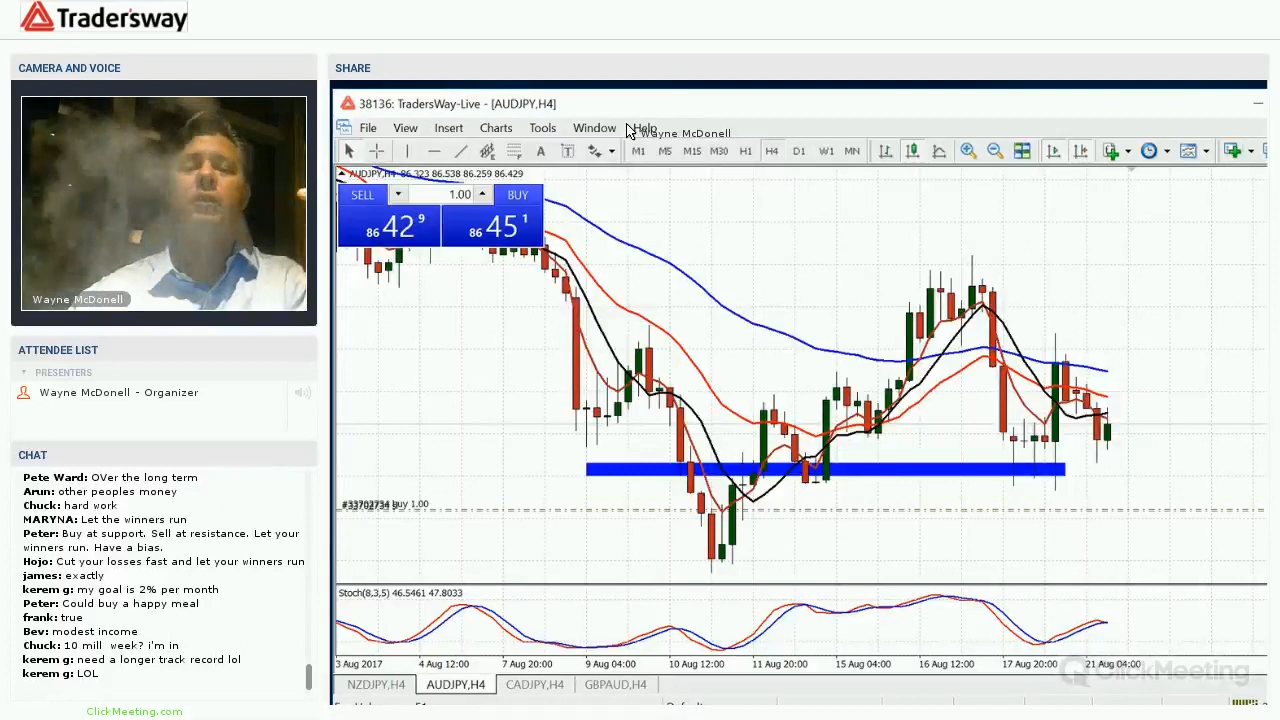 Tradersway
CAMERA AND VOICE
Wayne McDonell
ATTENDEE LIST
PRESENTERS
Wayne McDonell - Organizer
CHAT
Pete Ward: OVer the long term
Arun: other peoples money
Chuck: hard work
MARYNA: Let the winners run
Peter: Buy at support. Sell at resistance. Let your
winners run. Have a bias.
Hojo: Cut your losses fast and let your winners run
james: exactly
kerem g: my goal is 2% per month
Peter: Could buy a happy meal
frank: true
Bev: modest income
Chuck: 10 mill week? i'm in
kerem g: need a longer track record lol
kerem g: LOL
ClickMeeting.com
SHARE
38136: TradersWay-Live - [AUDJPY,H4]
File View Insert Charts Tools Window Help
Wayne McDonell
A T M1 M5 M15 M30 H1 H4 D1 W1 MN
AUDJPY,H4 86.323 86.538 86.259 86.429
SELL 1.00 BUY
86 42 9 86 45 1
buy 1.00
Stoch(8,3,5) 46.5461 47.8033
3 Aug 2017 4 Aug 12:00 7 Aug 20:00 9 Aug 04:00 10 Aug 12:00 11 Aug 20:00 15 Aug 04:00 16 Aug 12:00 17 Aug 20:00 21 Aug 04:00
ClickMeeting
NZDJPY,H4 AUDJPY,H4 CADJPY,H4 GBPAUD,H4